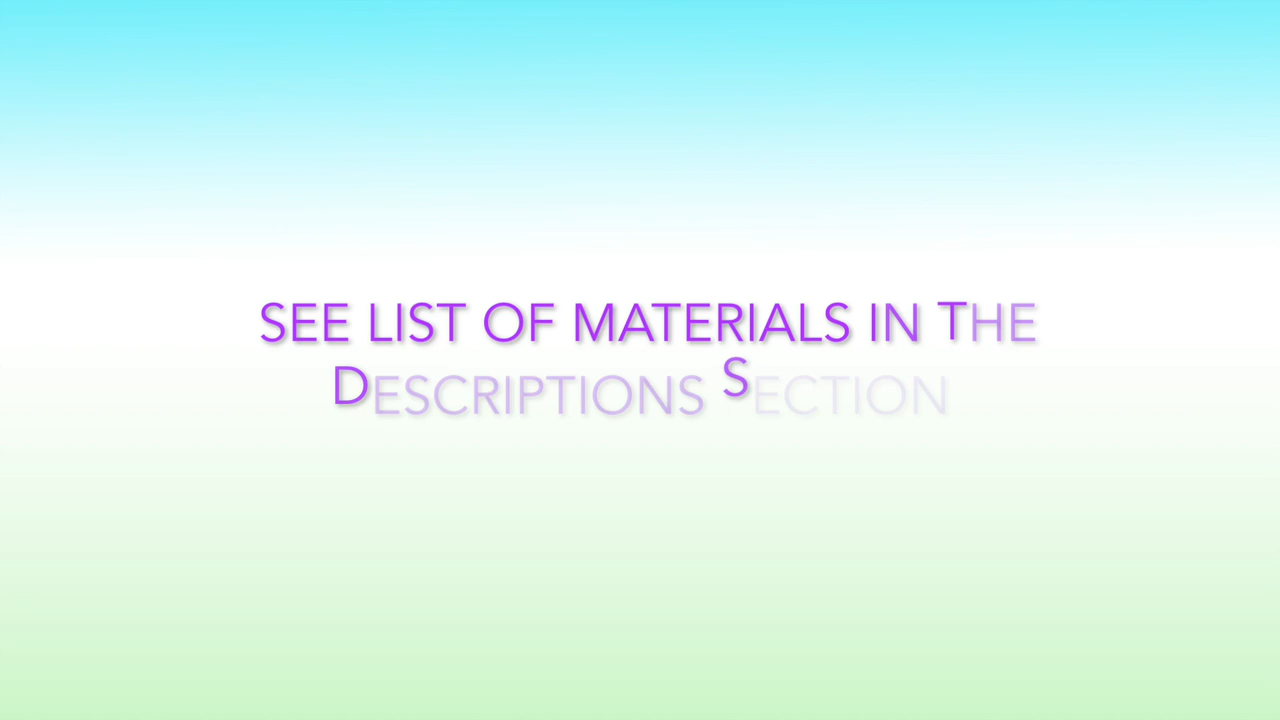 SEE LIST OF MATERIALS IN THE
DESCRIPTIONS SECTION